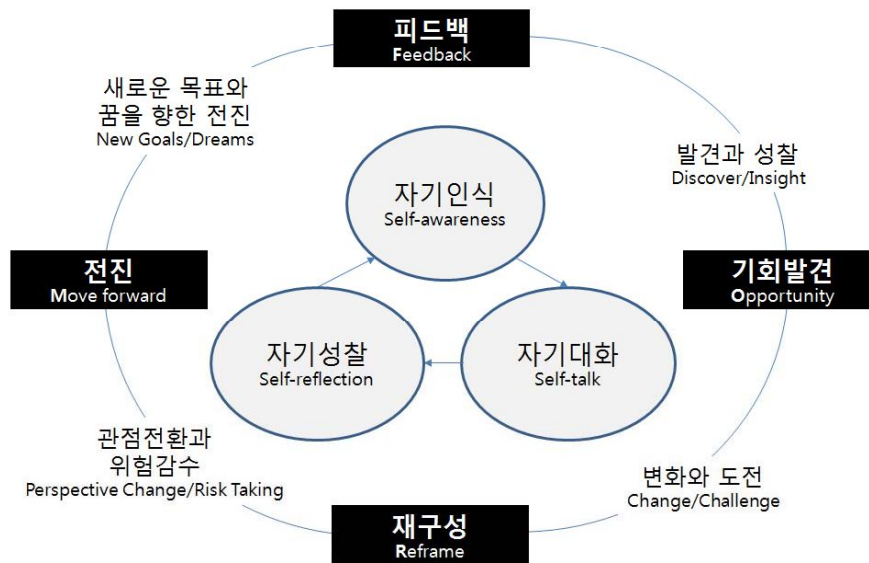 피드백
Feedback
새로운 목표와
꿈을 향한 전진
New Goals/Dreams
발견과 성찰
Discover/Insight
자기인식
Self-awareness
전진
Move forward
기회발견
Opportunity
자기성찰
Self-reflection
자기대화
Self-talk
관점전환과
위험감수
Perspective Change/Risk Taking
변화와 도전
Change/Challenge
재구성
Reframe